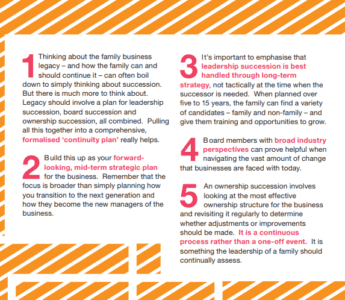 1 Thinking about the family business
legacy – and how the family can and
should continue it – can often boil
down to simply thinking about succession.
But there is much more to think about.
Legacy should involve a plan for leadership
succession, board succession and
ownership succession, all combined. Pulling
all this together into a comprehensive,
formalised ‘continuity plan’ really helps.
2 Build this up as your forward-
looking, mid-term strategic plan
for the business. Remember that the
focus is broader than simply planning how
you transition to the next generation and
how they become the new managers of the
business.
3 It’s important to emphasise that
leadership succession is best
handled through long-term
strategy, not tactically at the time when the
successor is needed. When planned over
five to 15 years, the family can find a variety
of candidates – family and non-family – and
give them training and opportunities to grow.
4 Board members with broad industry
perspectives can prove helpful when
navigating the vast amount of change
that businesses are faced with today.
5 An ownership succession involves
looking at the most effective
ownership structure for the business
and revisiting it regularly to determine
whether adjustments or improvements
should be made. It is a continuous
process rather than a one-off event. It is
something the leadership of a family should
continually assess.